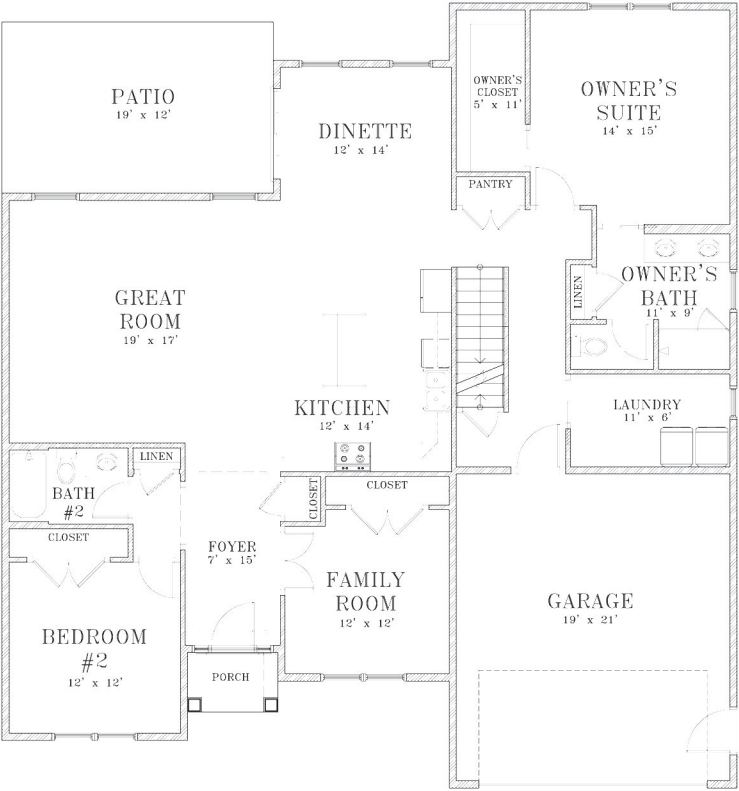 PATIO
19' x 12'
DINETTE
12' x 14'
OWNER'S
CLOSET
5' x 11'
OWNER'S
SUITE
14' x 15'
PANTRY
GREAT
ROOM
19' x 17'
LINEN
OWNER'S
BATH
11' x 9'
KITCHEN
12' x 14'
LAUNDRY
11' x 6'
LINEN
BATH
#2
CLOSET
CLOSET
CLOSET
FOYER
7' x 15'
FAMILY
ROOM
12' x 12'
GARAGE
19' x 21'
BEDROOM
#2
12' x 12'
PORCH